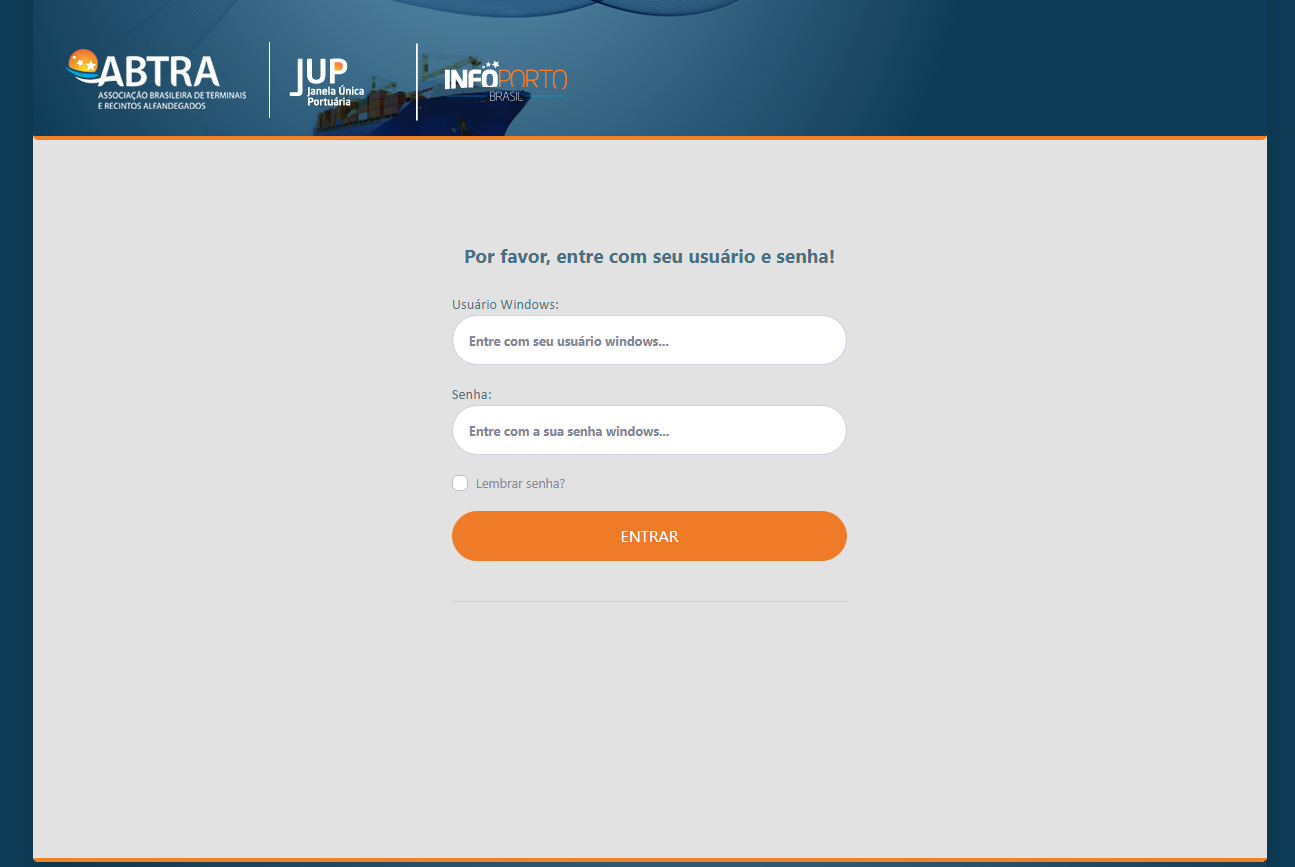 ABTRA
ASSOCIAÇÃO BRASILEIRA DE TERMINAIS
E RECINTOS ALFANDEGADOS
JUP
Janela Única
Portuária
INFOPORTO
BRASIL
Por favor, entre com seu usuário e senha!
Usuário Windows:
Entre com seu usuário windows...
Senha:
Entre com a sua senha windows...
Lembrar senha?
ENTRAR